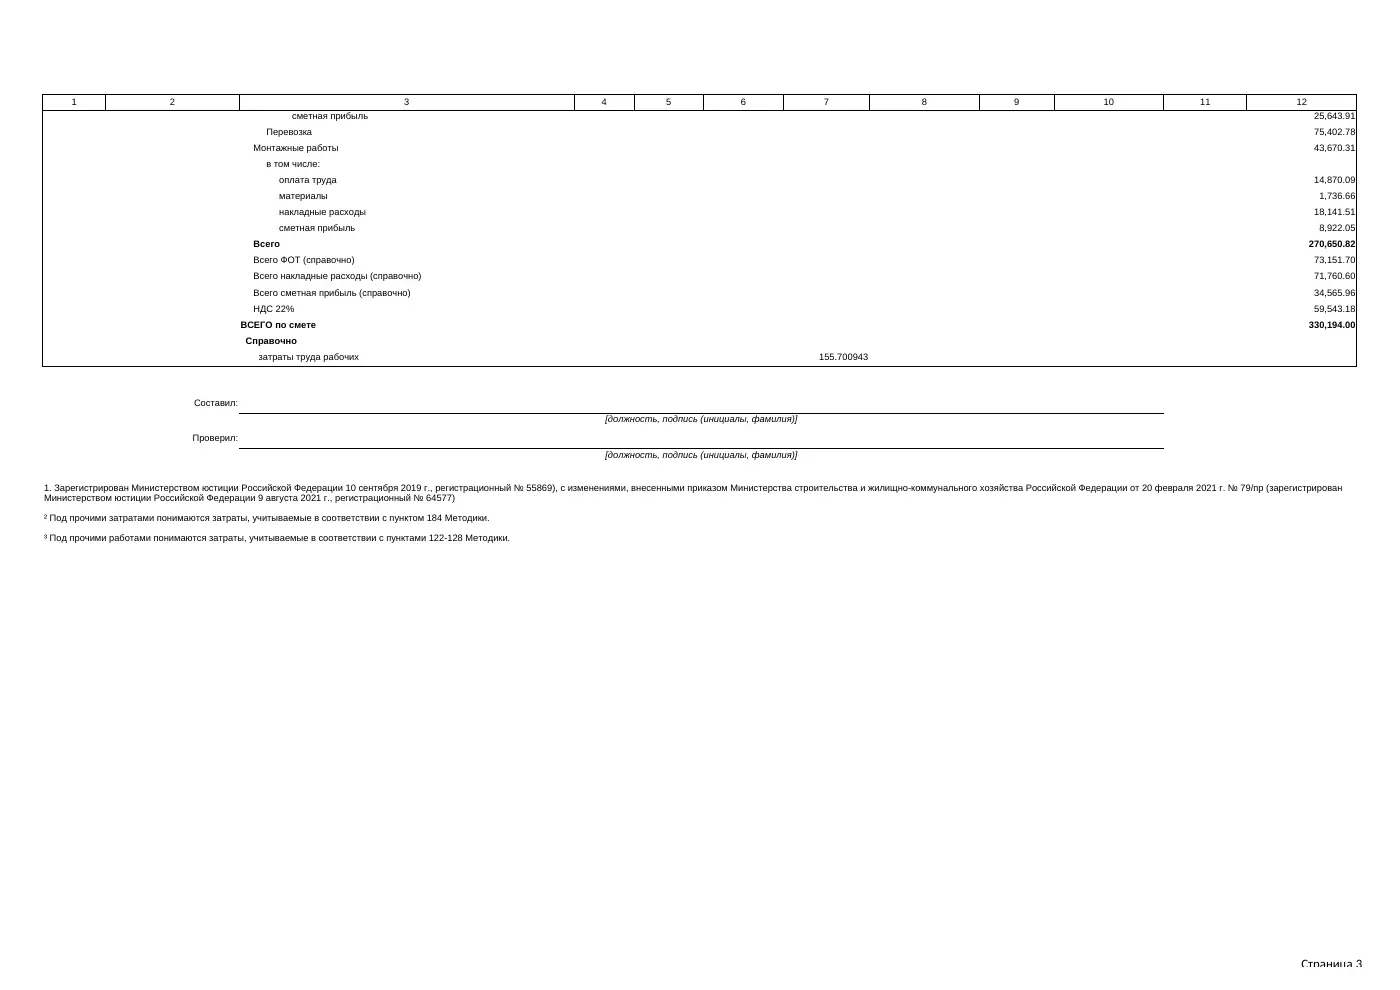 1 2 3 4 5 6 7 8 9 10 11 12
сметная прибыль 25,643.91
Перевозка 75,402.78
Монтажные работы 43,670.31
в том числе:
оплата труда 14,870.09
материалы 1,736.66
накладные расходы 18,141.51
сметная прибыль 8,922.05
Всего 270,650.82
Всего ФОТ (справочно) 73,151.70
Всего накладные расходы (справочно) 71,760.60
Всего сметная прибыль (справочно) 34,565.96
НДС 22% 59,543.18
ВСЕГО по смете 330,194.00
Справочно
затраты труда рабочих 155.700943
Составил:
[должность, подпись (инициалы, фамилия)]
Проверил:
[должность, подпись (инициалы, фамилия)]
1. Зарегистрирован Министерством юстиции Российской Федерации 10 сентября 2019 г., регистрационный № 55869), с изменениями, внесенными приказом Министерства строительства и жилищно-коммунального хозяйства Российской Федерации от 20 февраля 2021 г. № 79/пр (зарегистрирован
Министерством юстиции Российской Федерации 9 августа 2021 г., регистрационный № 64577)
² Под прочими затратами понимаются затраты, учитываемые в соответствии с пунктом 184 Методики.
³ Под прочими работами понимаются затраты, учитываемые в соответствии с пунктами 122-128 Методики.
Страница 3